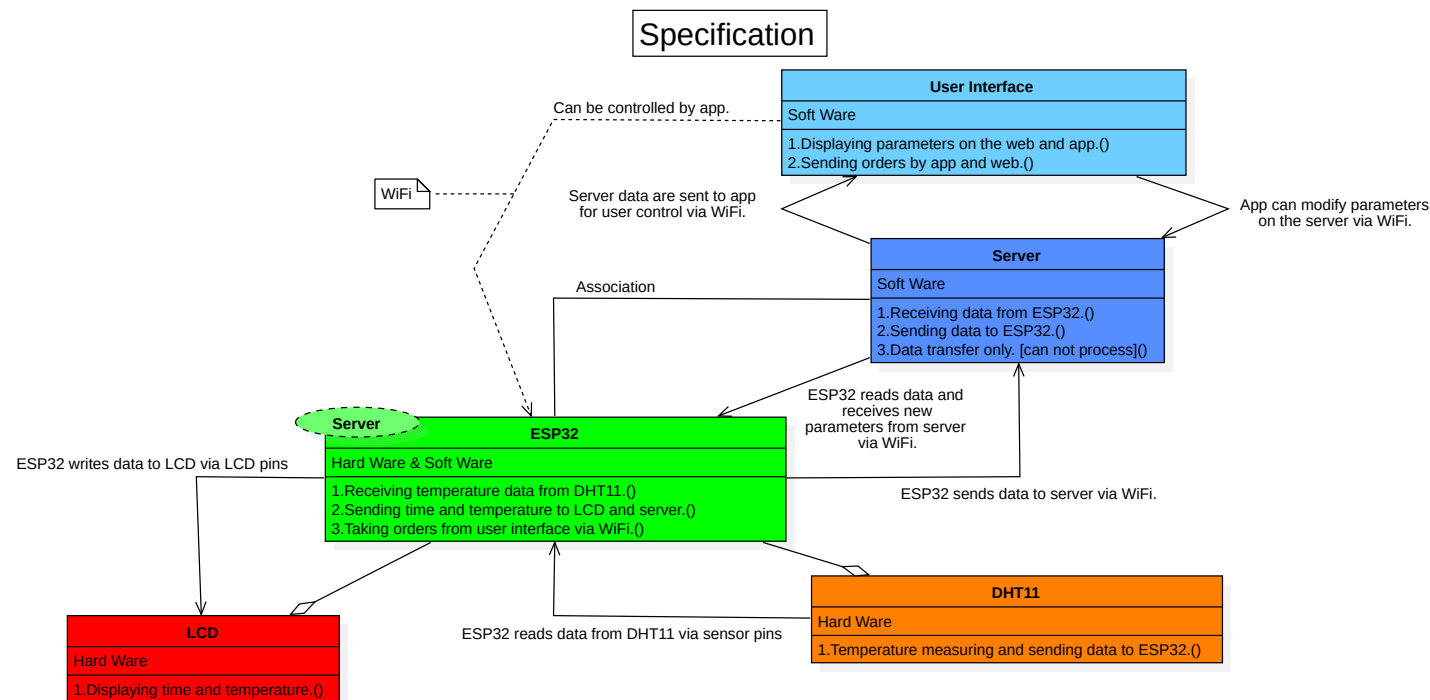 Specification
User Interface
Soft Ware
1.Displaying parameters on the web and app.()
2.Sending orders by app and web.()
Can be controlled by app.
WiFi
Server data are sent to app
for user control via WiFi.
App can modify parameters
on the server via WiFi.
Server
Soft Ware
1.Receiving data from ESP32.()
2.Sending data to ESP32.()
3.Data transfer only. [can not process]()
Association
ESP32 reads data and
receives new
parameters from server
via WiFi.
Server
ESP32
Hard Ware & Soft Ware
1.Receiving temperature data from DHT11.()
2.Sending time and temperature to LCD and server.()
3.Taking orders from user interface via WiFi.()
ESP32 writes data to LCD via LCD pins
ESP32 sends data to server via WiFi.
DHT11
Hard Ware
1.Temperature measuring and sending data to ESP32.()
ESP32 reads data from DHT11 via sensor pins
LCD
Hard Ware
1.Displaying time and temperature.()